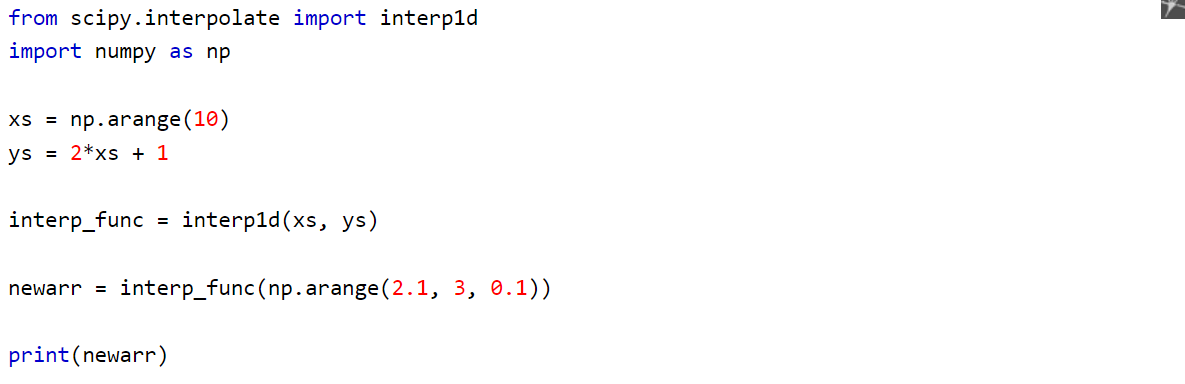 from scipy.interpolate import interp1d
import numpy as np
xs = np.arange(10)
ys = 2*xs + 1
interp_func = interp1d(xs, ys)
newarr = interp_func(np.arange(2.1, 3, 0.1))
print(newarr)